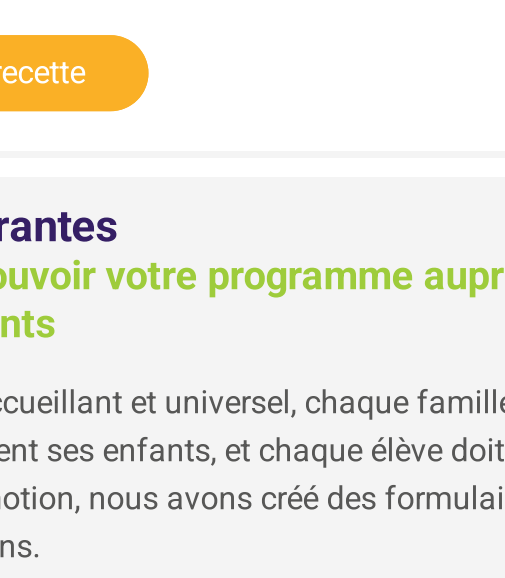 recette
rantes
ouvoir votre programme aupr
nts
ccueillant et universel, chaque famille
ent ses enfants, et chaque élève doit
notion, nous avons créé des formulai
ns.